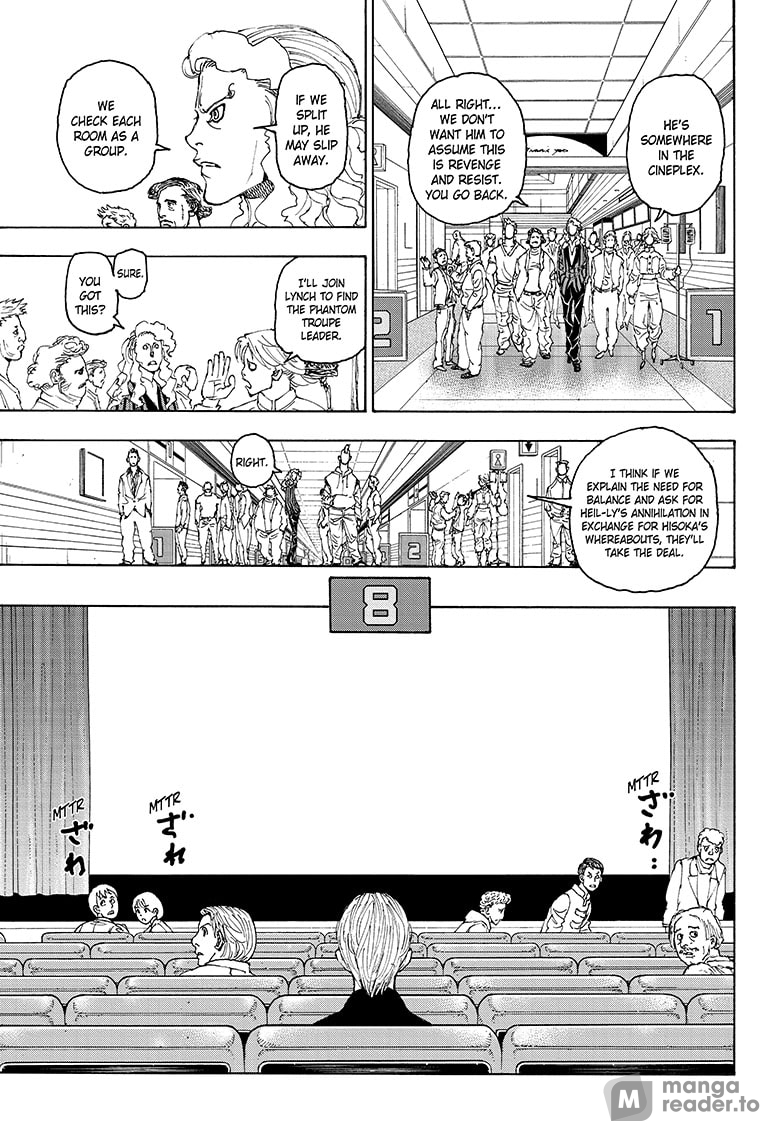 HE'S
SOMEWHERE
IN THE
CINEPLEX.
ALL RIGHT...
WE DON'T
WANT HIM TO
ASSUME THIS
IS REVENGE
AND RESIST.
YOU GO BACK.
2
1
IF WE
SPLIT
UP, HE
MAY SLIP
AWAY.
WE
CHECK EACH
ROOM AS A
GROUP.
I'LL JOIN
LYNCH TO FIND
THE PHANTOM
TROUPE
LEADER.
SURE.
YOU
GOT
THIS?
I THINK IF WE
EXPLAIN THE NEED FOR
BALANCE AND ASK FOR
HEIL-LY'S ANNIHILATION IN
EXCHANGE FOR HISOKA'S
WHEREABOUTS, THEY'LL
TAKE THE DEAL.
RIGHT.
1
2
8
MTTR
ざわ…
MTTR
ざわ
MTTR
ざわ
M manga
reader.to